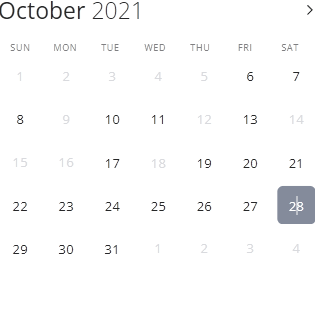 October 2021
SUN MON TUE WED THU FRI SAT
1 2 3 4 5 6 7
8 9 10 11 12 13 14
15 16 17 18 19 20 21
22 23 24 25 26 27 28
29 30 31 1 2 3 4